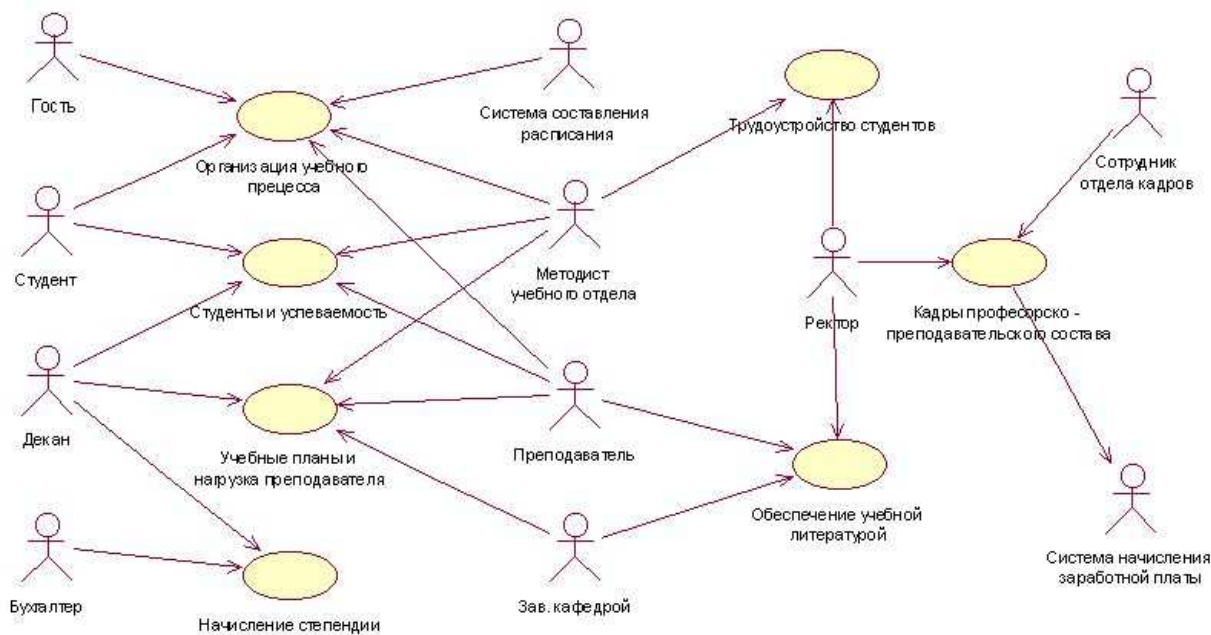 Гость
Система составления
расписания
Трудоустройство студентов
Организация учебного
прецесса
Сотрудник
отдела кадров
Студент
Методист
учебного отдела
Студенты и успеваемость
Ректор
Кадры професорско -
преподавательского состава
Декан
Учебные планы и
нагрузка преподавателя
Преподаватель
Обеспечение учебной
литературой
Система начисления
заработной платы
Бухгалтер
Начисление степендии
Зав. кафедрой